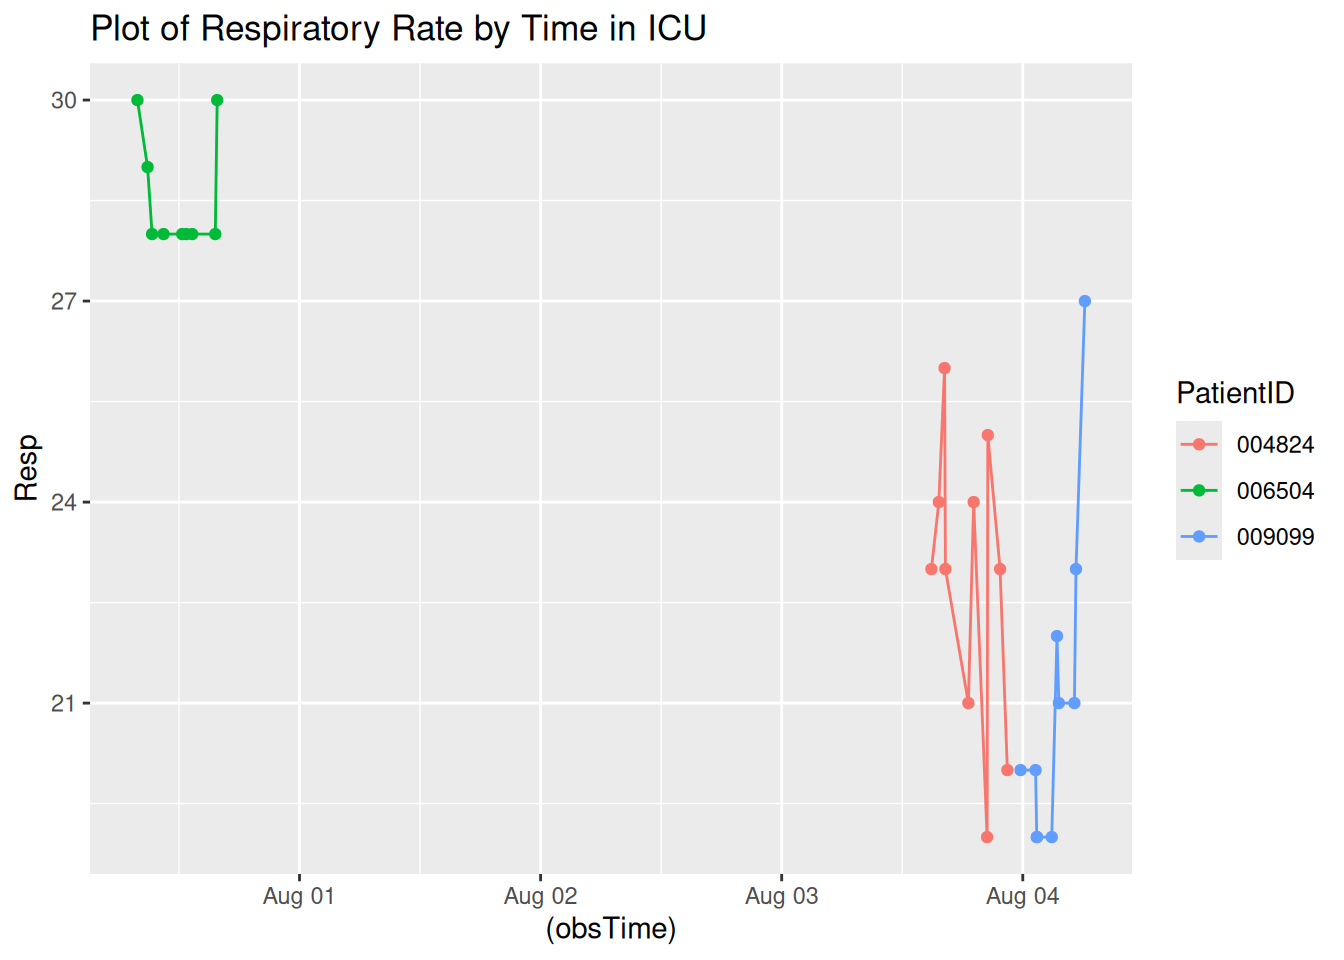 Plot of Respiratory Rate by Time in ICU
30
27
24
21
Resp
Aug 01
Aug 02
Aug 03
Aug 04
(obsTime)
PatientID
004824
006504
009099